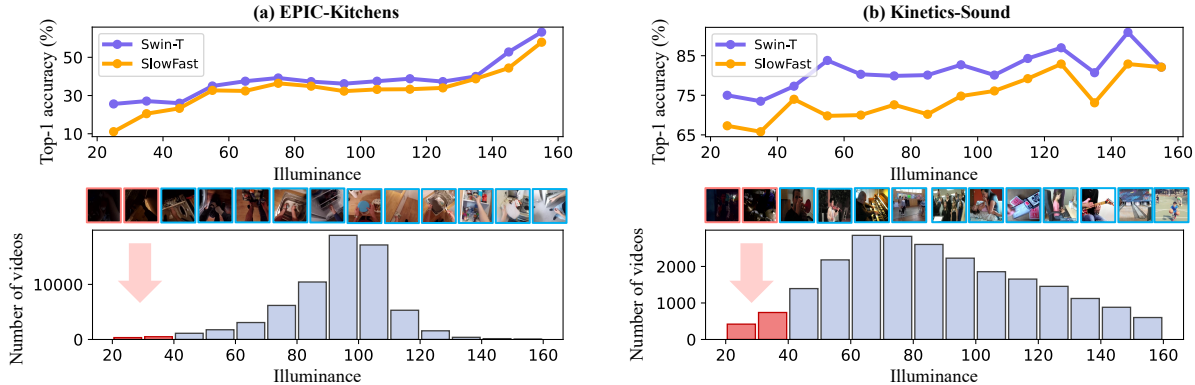 (a) EPIC-Kitchens
Top-1 accuracy (%)
50
30
10
Swin-T
SlowFast
20 40 60 80 100 120 140 160
Illuminance
Number of videos
10000
0
20 40 60 80 100 120 140 160
Illuminance
(b) Kinetics-Sound
Top-1 accuracy (%)
85
75
65
Swin-T
SlowFast
20 40 60 80 100 120 140 160
Illuminance
Number of videos
2000
1000
0
20 40 60 80 100 120 140 160
Illuminance